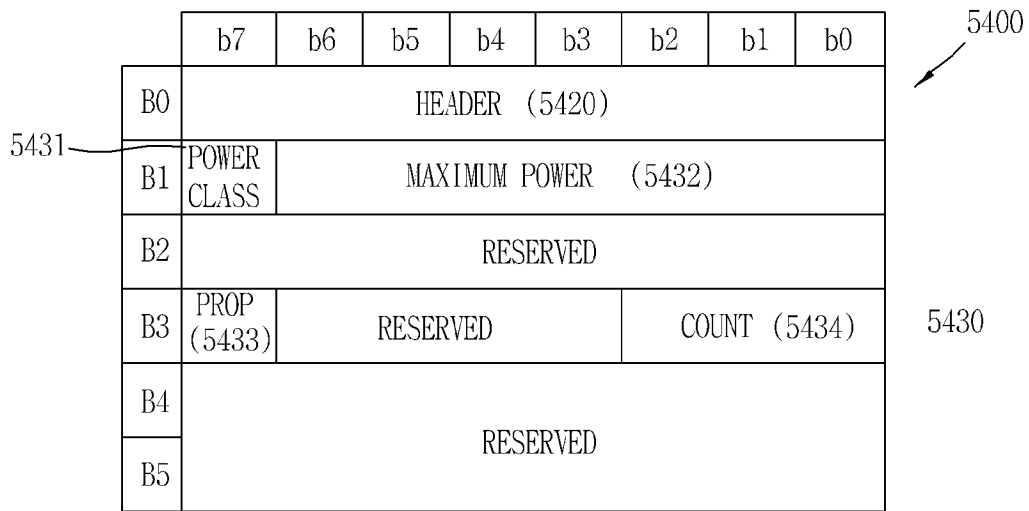 b7 b6 b5 b4 b3 b2 b1 b0
5400
B0 HEADER (5420)
5431
B1 POWER CLASS MAXIMUM POWER (5432)
B2 RESERVED
B3 PROP (5433) RESERVED COUNT (5434)
5430
B4
RESERVED
B5